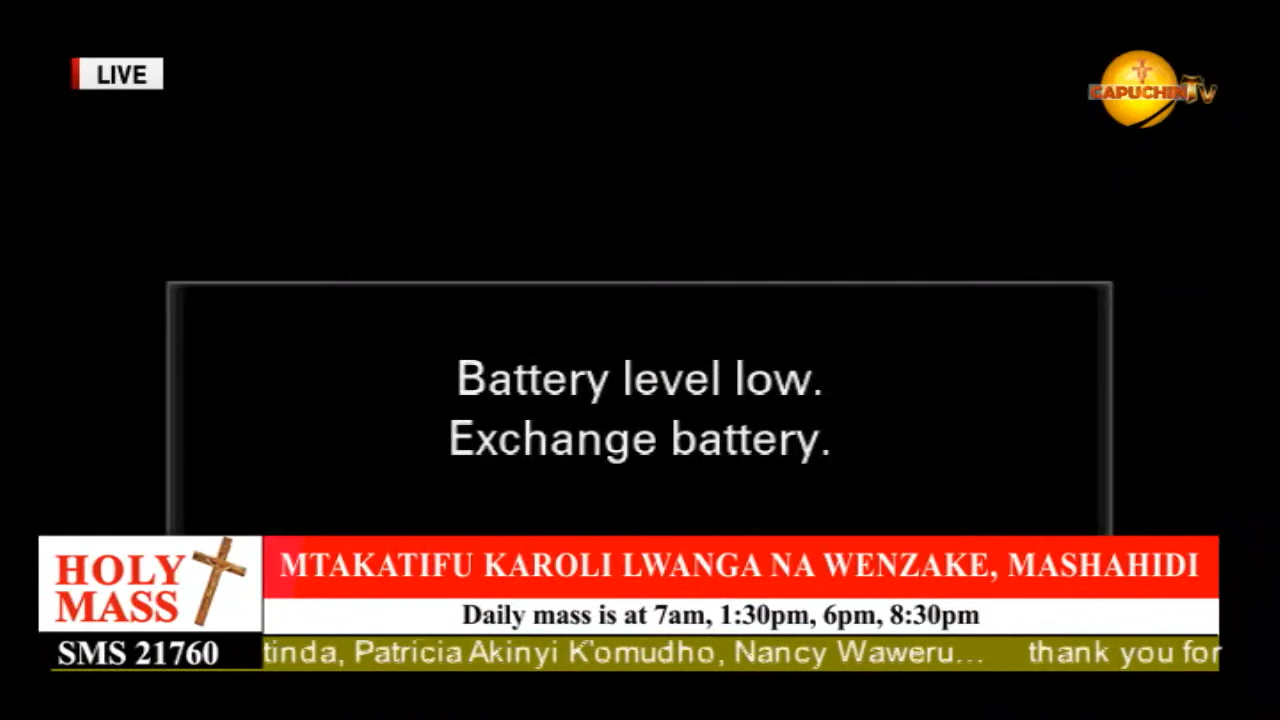 LIVE
CAPUCHIN TV
Battery level low.
Exchange battery.
HOLY
MASS
MTAKATIFU KAROLI LWANGA NA WENZAKE, MASHAHIDI
Daily mass is at 7am, 1:30pm, 6pm, 8:30pm
SMS 21760
tinda, Patricia Akinyi K'omudho, Nancy Waweru... thank you for